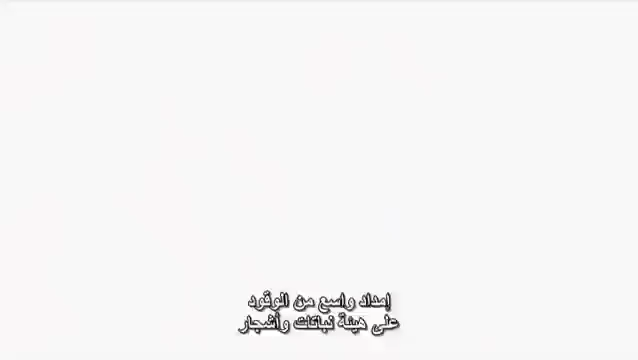 إمداد واسع من الوقود
على هيئة نباتات وأشجار